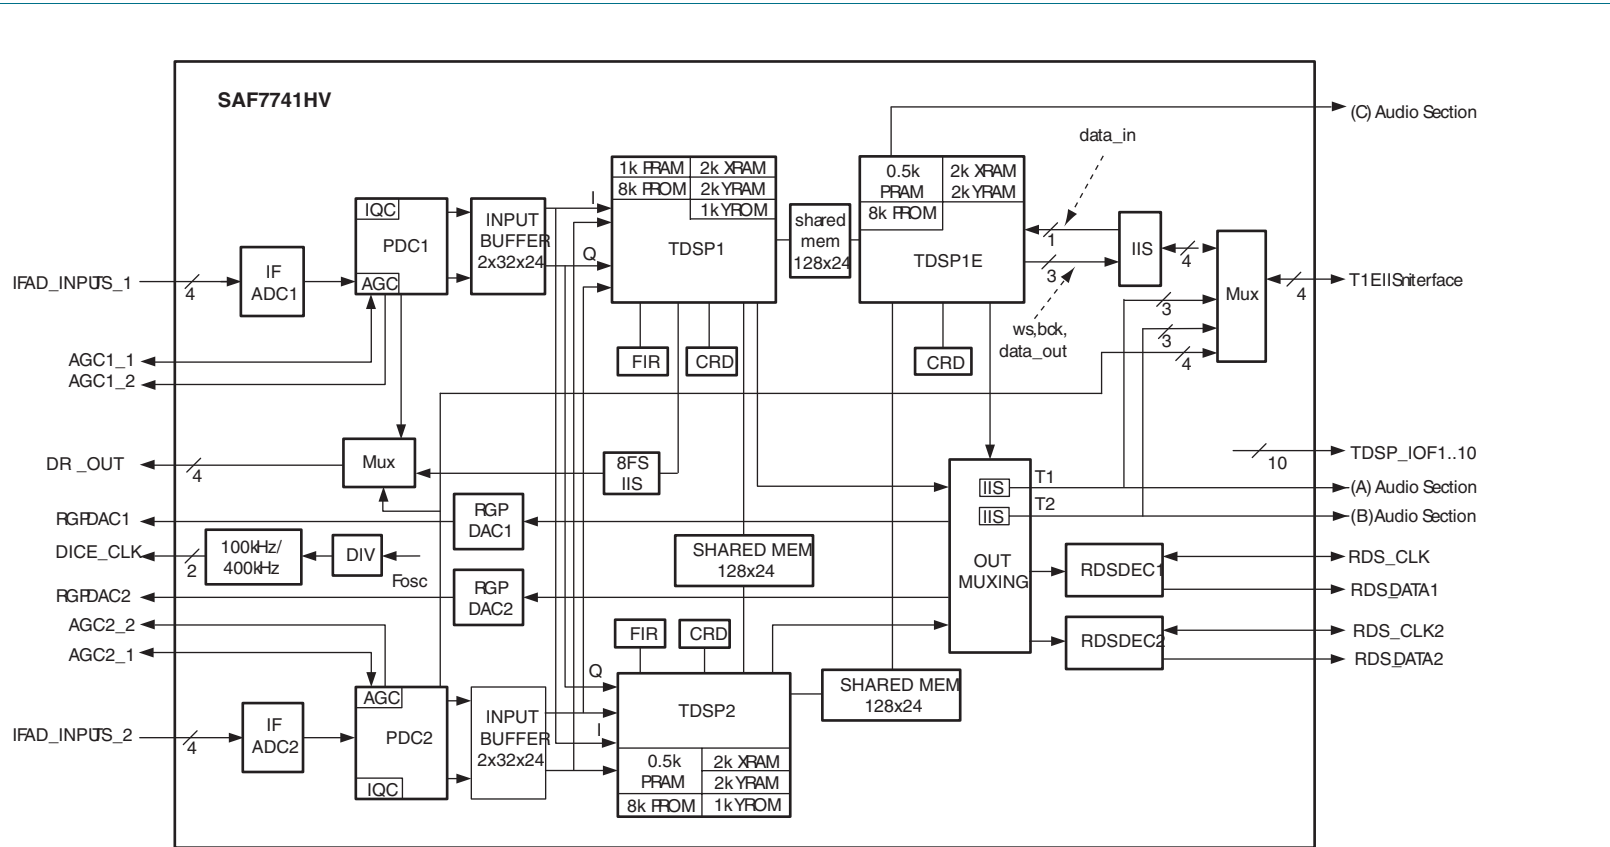 SAF7741HV
(C) Audio Section
data_in
1k PRAM
2k XRAM
8k PROM
2k YRAM
1k YROM
TDSP1
0.5k
PRAM
2k XRAM
2k YRAM
8k PROM
TDSP1E
shared
mem
128x24
IQC
PDC1
AGC
INPUT
BUFFER
2x32x24
I
Q
IIS
1
3
4
Mux
4
T1EIISnterface
IFAD_INPUTS_1
4
IF
ADC1
3
3
4
ws,bck,
data_out
FIR
CRD
CRD
AGC1_1
AGC1_2
DR _OUT
4
Mux
8FS
IIS
TDSP_IOF1..10
10
IIS
T1
(A) Audio Section
IIS
T2
(B) Audio Section
RGPDAC1
RGP
DAC1
DICE_CLK
2
100kHz/
400kHz
DIV
Fosc
SHARED MEM
128x24
OUT
MUXING
RDSDEC1
RDS_CLK
RDS_DATA1
RGPDAC2
RGP
DAC2
AGC2_2
AGC2_1
FIR
CRD
RDSDEC2
RDS_CLK2
RDS_DATA2
Q
I
AGC
PDC2
IQC
INPUT
BUFFER
2x32x24
TDSP2
SHARED MEM
128x24
IFAD_INPUTS_2
4
IF
ADC2
0.5k
PRAM
2k XRAM
2k YRAM
8k PROM
1k YROM